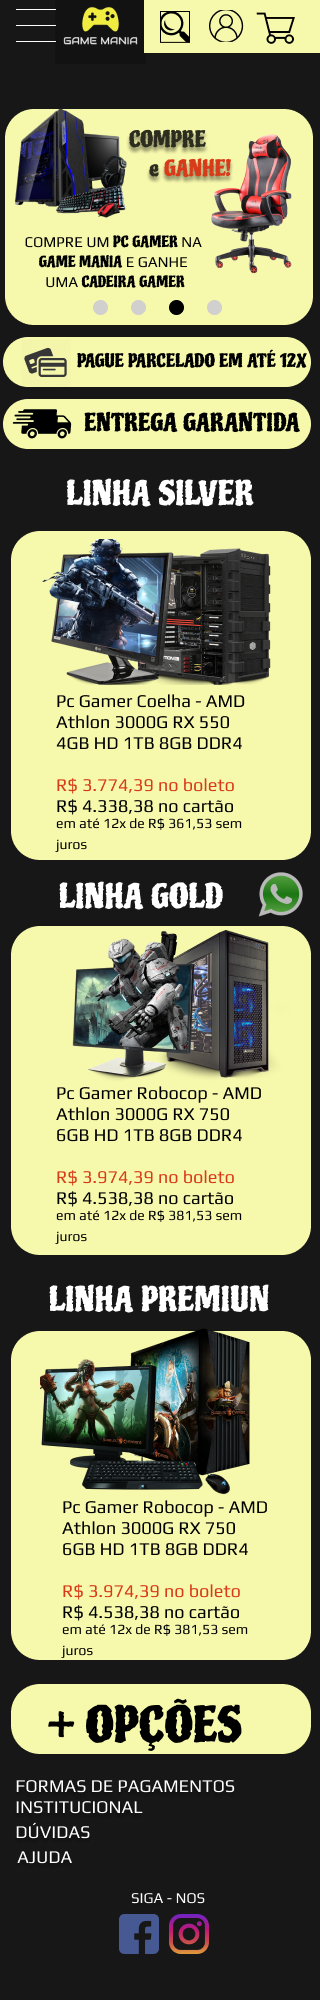 GAME MANIA
COMPRE
e GANHE!
COMPRE UM PC GAMER NA
GAME MANIA E GANHE
UMA CADEIRA GAMER
PAGUE PARCELADO EM ATÉ 12X
ENTREGA GARANTIDA
LINHA SILVER
Pc Gamer Coelha - AMD
Athlon 3000G RX 550
4GB HD 1TB 8GB DDR4
R$ 3.774,39 no boleto
R$ 4.338,38 no cartão
em até 12x de R$ 361,53 sem
juros
LINHA GOLD
Pc Gamer Robocop - AMD
Athlon 3000G RX 750
6GB HD 1TB 8GB DDR4
R$ 3.974,39 no boleto
R$ 4.538,38 no cartão
em até 12x de R$ 381,53 sem
juros
LINHA PREMIUN
Pc Gamer Robocop - AMD
Athlon 3000G RX 750
6GB HD 1TB 8GB DDR4
R$ 3.974,39 no boleto
R$ 4.538,38 no cartão
em até 12x de R$ 381,53 sem
juros
+ OPÇÕES
FORMAS DE PAGAMENTOS
INSTITUCIONAL
DÚVIDAS
AJUDA
SIGA - NOS